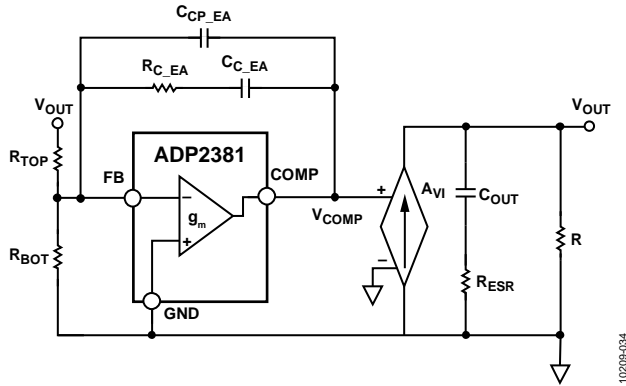 CCP_EA
RC_EA
CC_EA
VOUT
VOUT
RTOP
ADP2381
FB
COMP
AVI
−
+
gm
+
VCOMP
−
COUT
R
RBOT
RESR
GND
10209-034